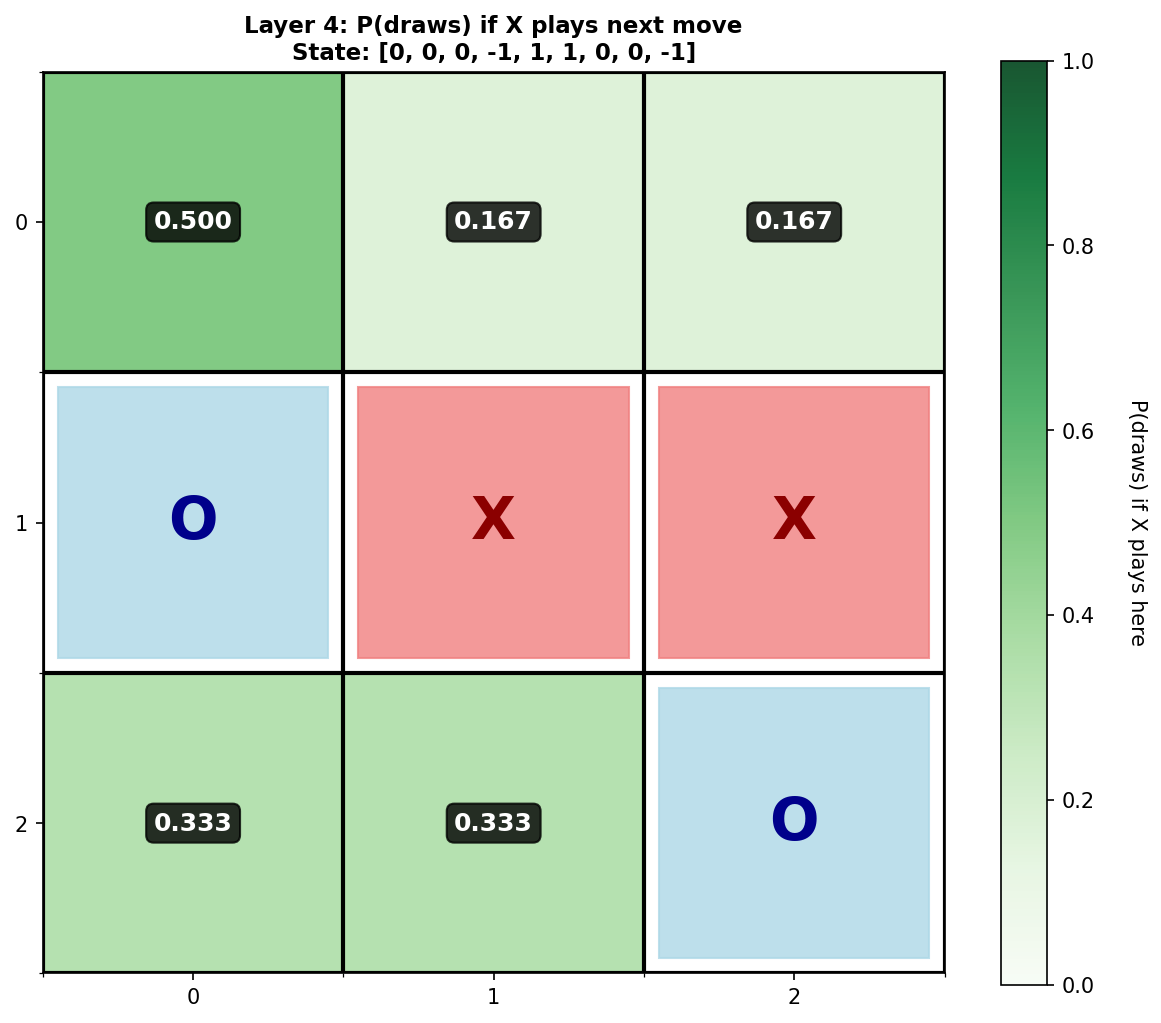 Layer 4: P(draws) if X plays next move
State: [0, 0, 0, -1, 1, 1, 0, 0, -1]
0.500 0.167 0.167
O X X
0.333 0.333 O
0
1
2
0 1 2
1.0
0.8
0.6
0.4
0.2
0.0
P(draws) if X plays here